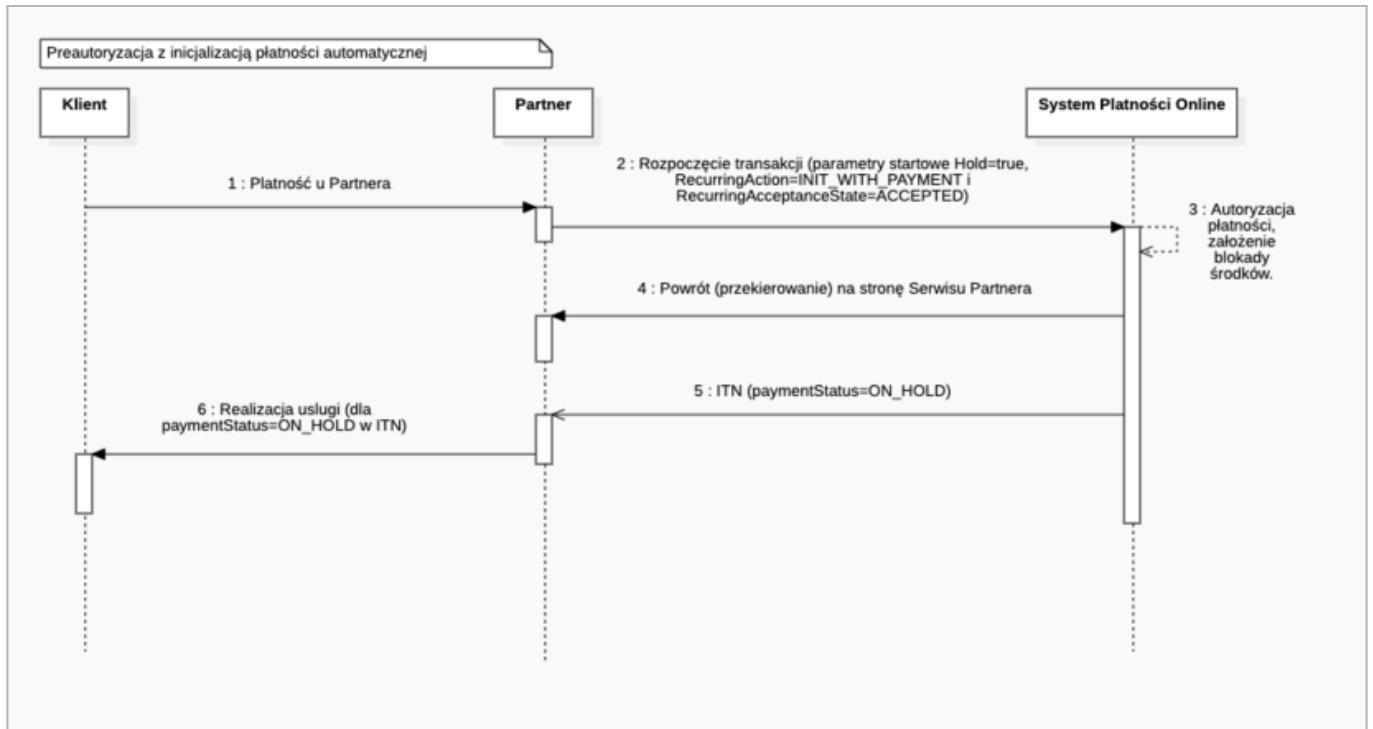 Preautoryzacja z inicjalizacją płatności automatycznej
Klient
Partner
System Płatności Online
1 : Płatność u Partnera
2 : Rozpoczęcie transakcji (parametry startowe Hold=true,
RecurringAction=INIT_WITH_PAYMENT i
RecurringAcceptanceState=ACCEPTED)
3 : Autoryzacja
płatności,
założenie
blokady
środków.
4 : Powrót (przekierowanie) na stronę Serwisu Partnera
5 : ITN (paymentStatus=ON_HOLD)
6 : Realizacja uslugi (dla
paymentStatus=ON_HOLD w ITN)